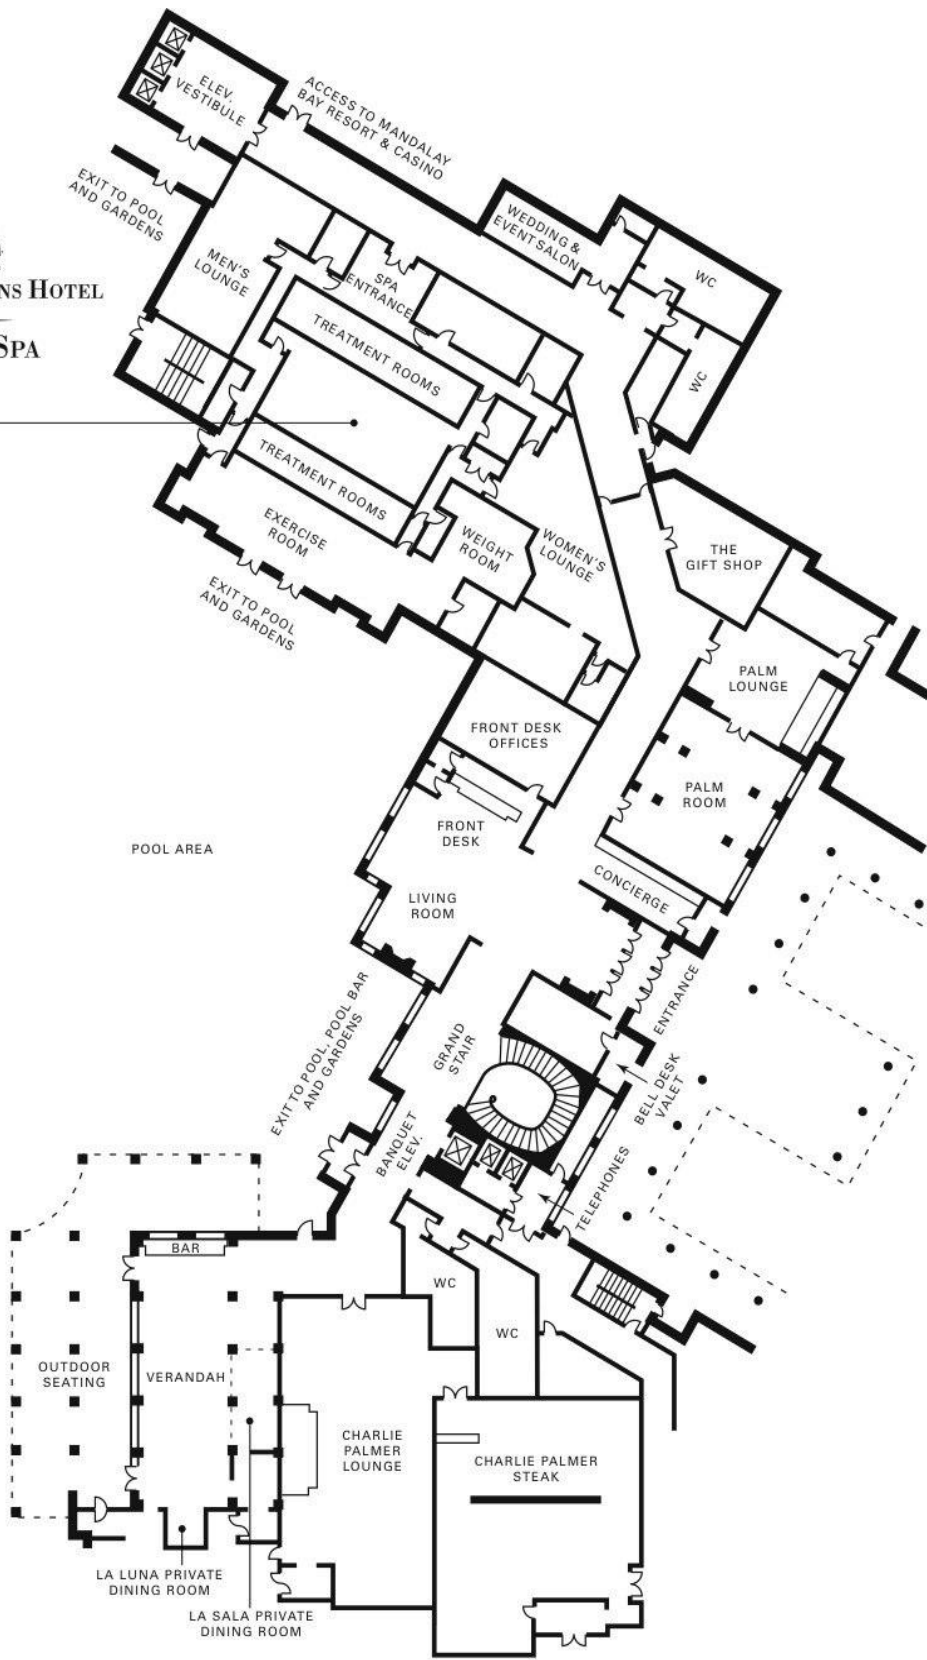 ELEV.
VESTIBULE
ACCESS TO MANDALAY
BAY RESORT & CASINO
EXIT TO POOL
AND GARDENS
WEDDING &
EVENT SALON
WC
MEN'S
LOUNGE
SPA
ENTRANCE
NS HOTEL
SPA
TREATMENT ROOMS
WC
TREATMENT ROOMS
EXERCISE
ROOM
WEIGHT
ROOM
WOMEN'S
LOUNGE
THE
GIFT SHOP
EXIT TO POOL
AND GARDENS
PALM
LOUNGE
FRONT DESK
OFFICES
PALM
ROOM
FRONT
DESK
POOL AREA
CONCIERGE
LIVING
ROOM
ENTRANCE
EXIT TO POOL, POOL BAR
AND GARDENS
GRAND
STAIR
BELL DESK
VALET
BANQUET
ELEV.
TELEPHONES
BAR
WC
WC
OUTDOOR
SEATING
VERANDAH
CHARLIE
PALMER
LOUNGE
CHARLIE PALMER
STEAK
LA LUNA PRIVATE
DINING ROOM
LA SALA PRIVATE
DINING ROOM